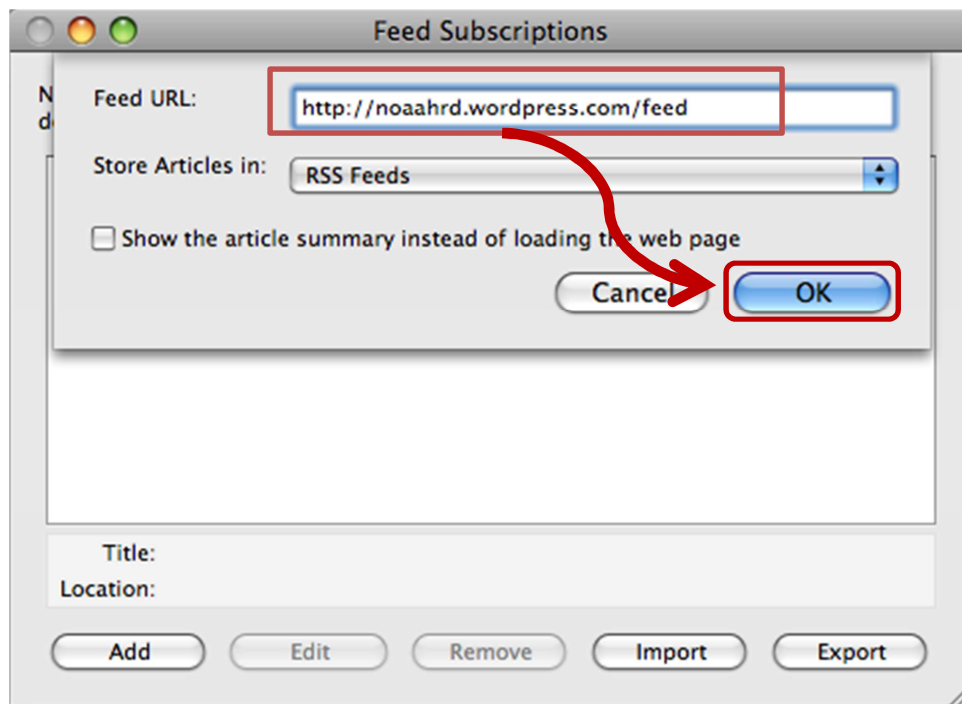 Feed Subscriptions
N
d
Feed URL:
http://noaahrd.wordpress.com/feed
Store Articles in:
RSS Feeds
Show the article summary instead of loading the web page
Cancel
OK
Title:
Location:
Add
Edit
Remove
Import
Export